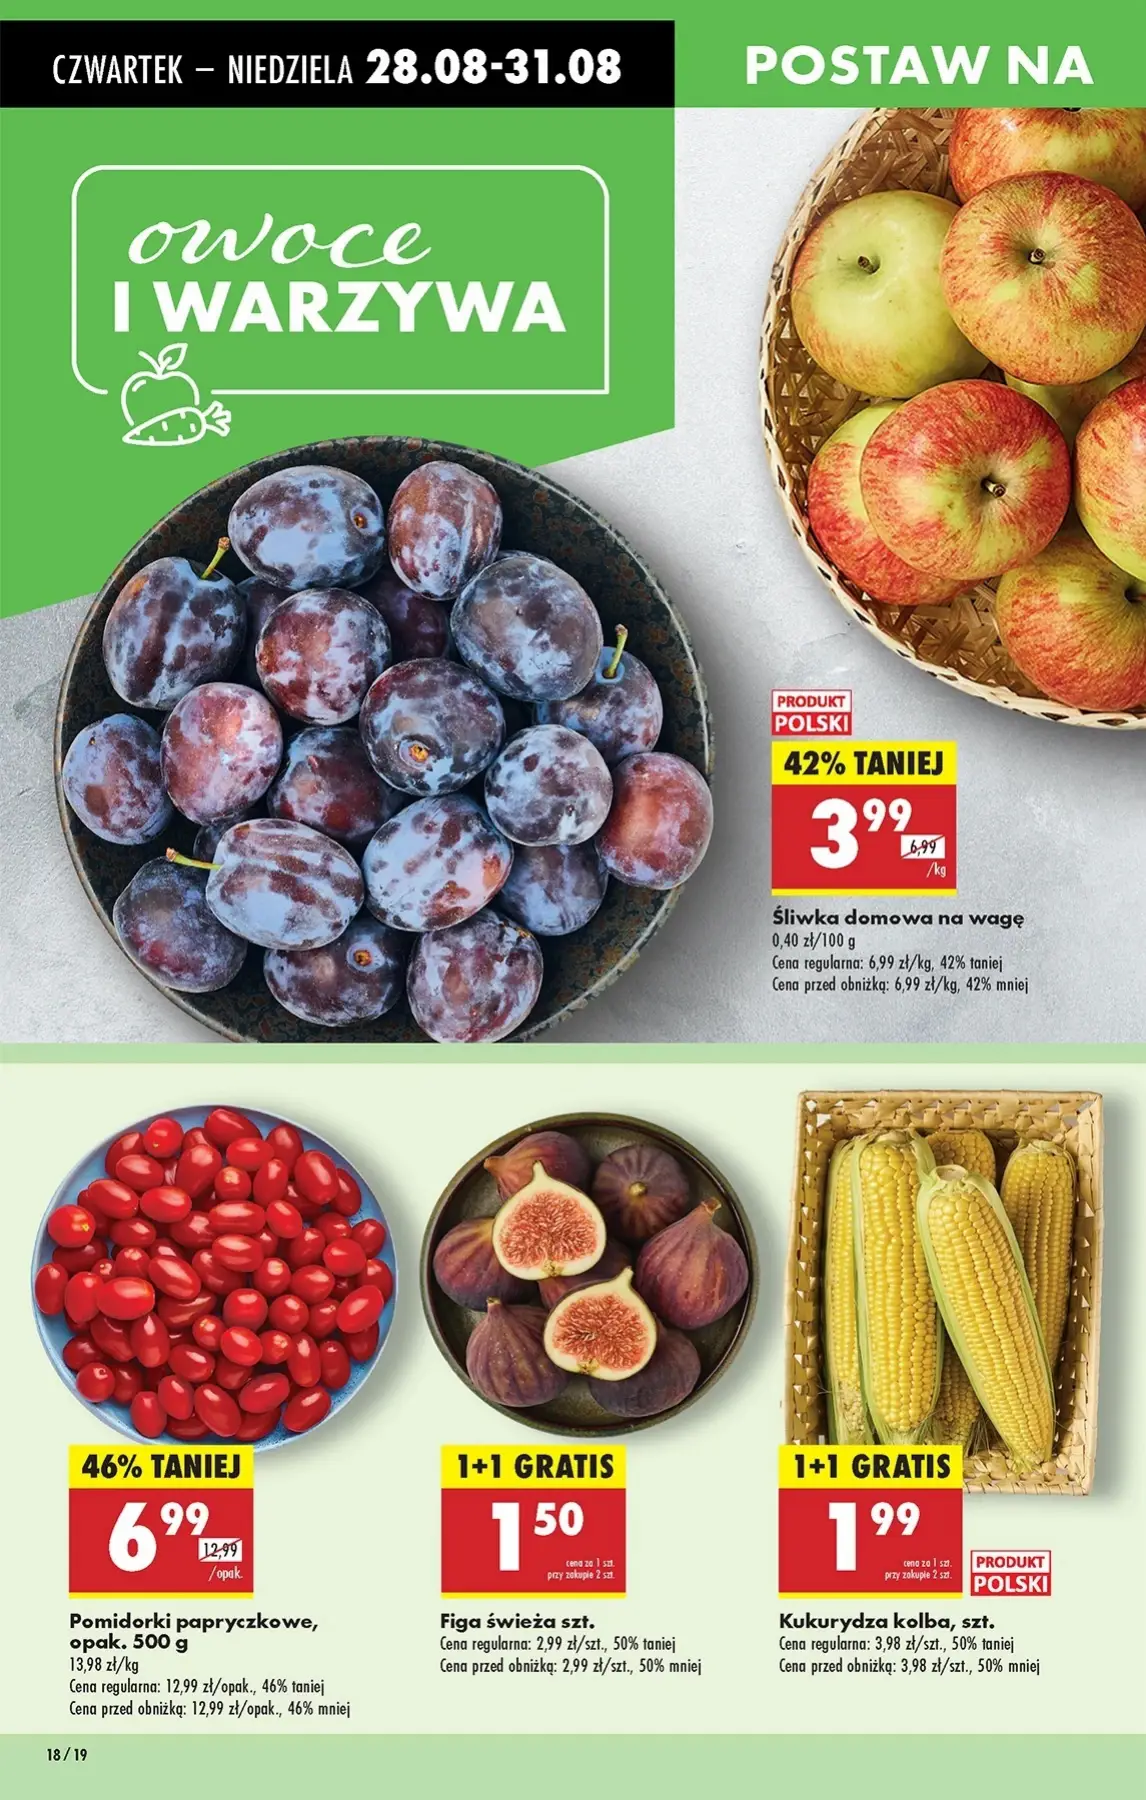 CZWARTEK – NIEDZIELA 28.08-31.08
POSTAW NA
owoce
I WARZYWA
PRODUKT
POLSKI
42% TANIEJ
3 99
6,99
/kg
Śliwka domowa na wagę
0,40 zł/100 g
Cena regularna: 6,99 zł/kg, 42% taniej
Cena przed obniżką: 6,99 zł/kg, 42% mniej
46% TANIEJ
6 99
12,99
/opak.
Pomidorki papryczkowe,
opak. 500 g
13,98 zł/kg
Cena regularna: 12,99 zł/opak., 46% taniej
Cena przed obniżką: 12,99 zł/opak., 46% mniej
1+1 GRATIS
1 50
cena za 1 szt.
przy zakupie 2 szt.
Figa świeża szt.
Cena regularna: 2,99 zł/szt., 50% taniej
Cena przed obniżką: 2,99 zł/szt., 50% mniej
1+1 GRATIS
1 99
cena za 1 szt.
przy zakupie 2 szt.
PRODUKT
POLSKI
Kukurydza kolba, szt.
Cena regularna: 3,98 zł/szt., 50% taniej
Cena przed obniżką: 3,98 zł/szt., 50% mniej
18/19